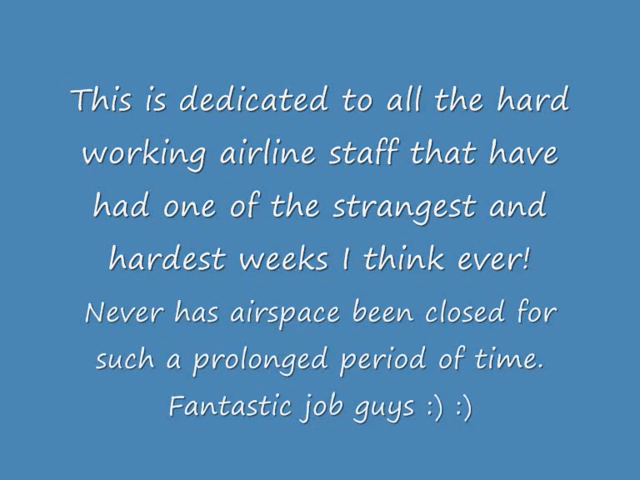 This is dedicated to all the hard
working airline staff that have
had one of the strangest and
hardest weeks I think ever!
Never has airspace been closed for
such a prolonged period of time.
Fantastic job guys :) :)